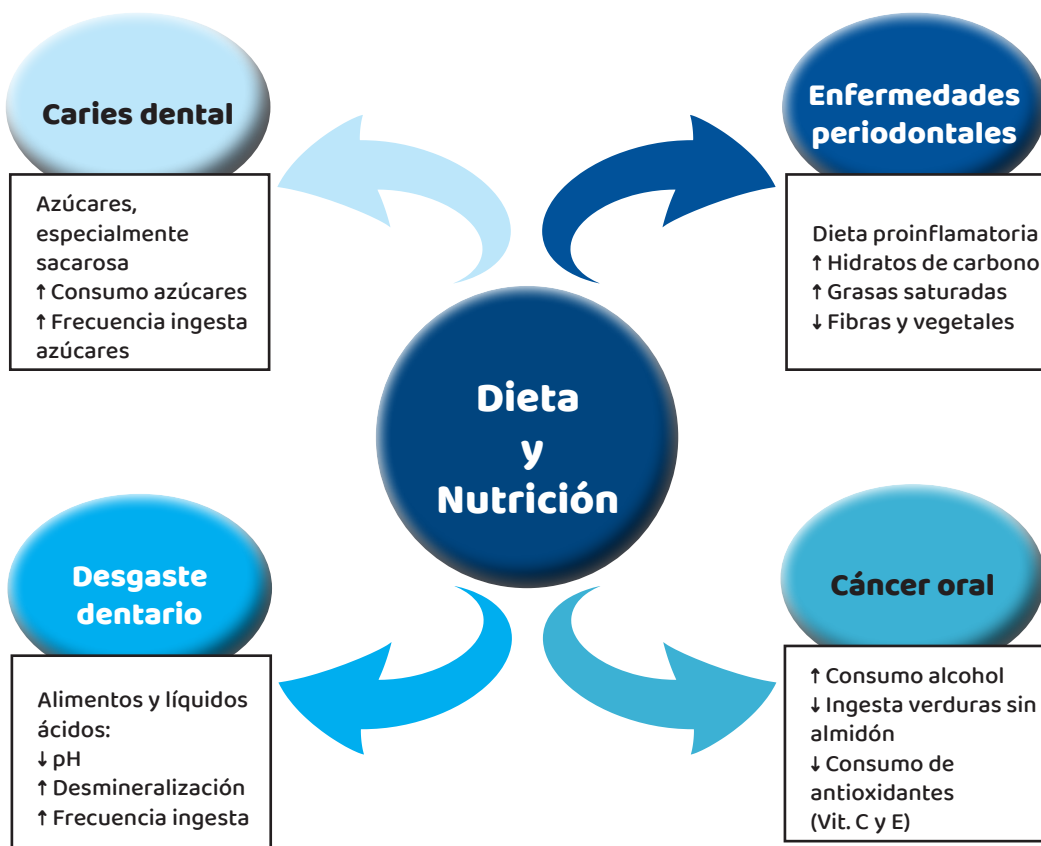 Caries dental
Azúcares,
especialmente
sacarosa
↑ Consumo azúcares
↑ Frecuencia ingesta
azúcares
Enfermedades
periodontales
Dieta proinflamatoria
↑ Hidratos de carbono
↑ Grasas saturadas
↓ Fibras y vegetales
Dieta
y
Nutrición
Desgaste
dentario
Alimentos y líquidos
ácidos:
↓ pH
↑ Desmineralización
↑ Frecuencia ingesta
Cáncer oral
↑ Consumo alcohol
↓ Ingesta verduras sin
almidón
↓ Consumo de
antioxidantes
(Vit. C y E)